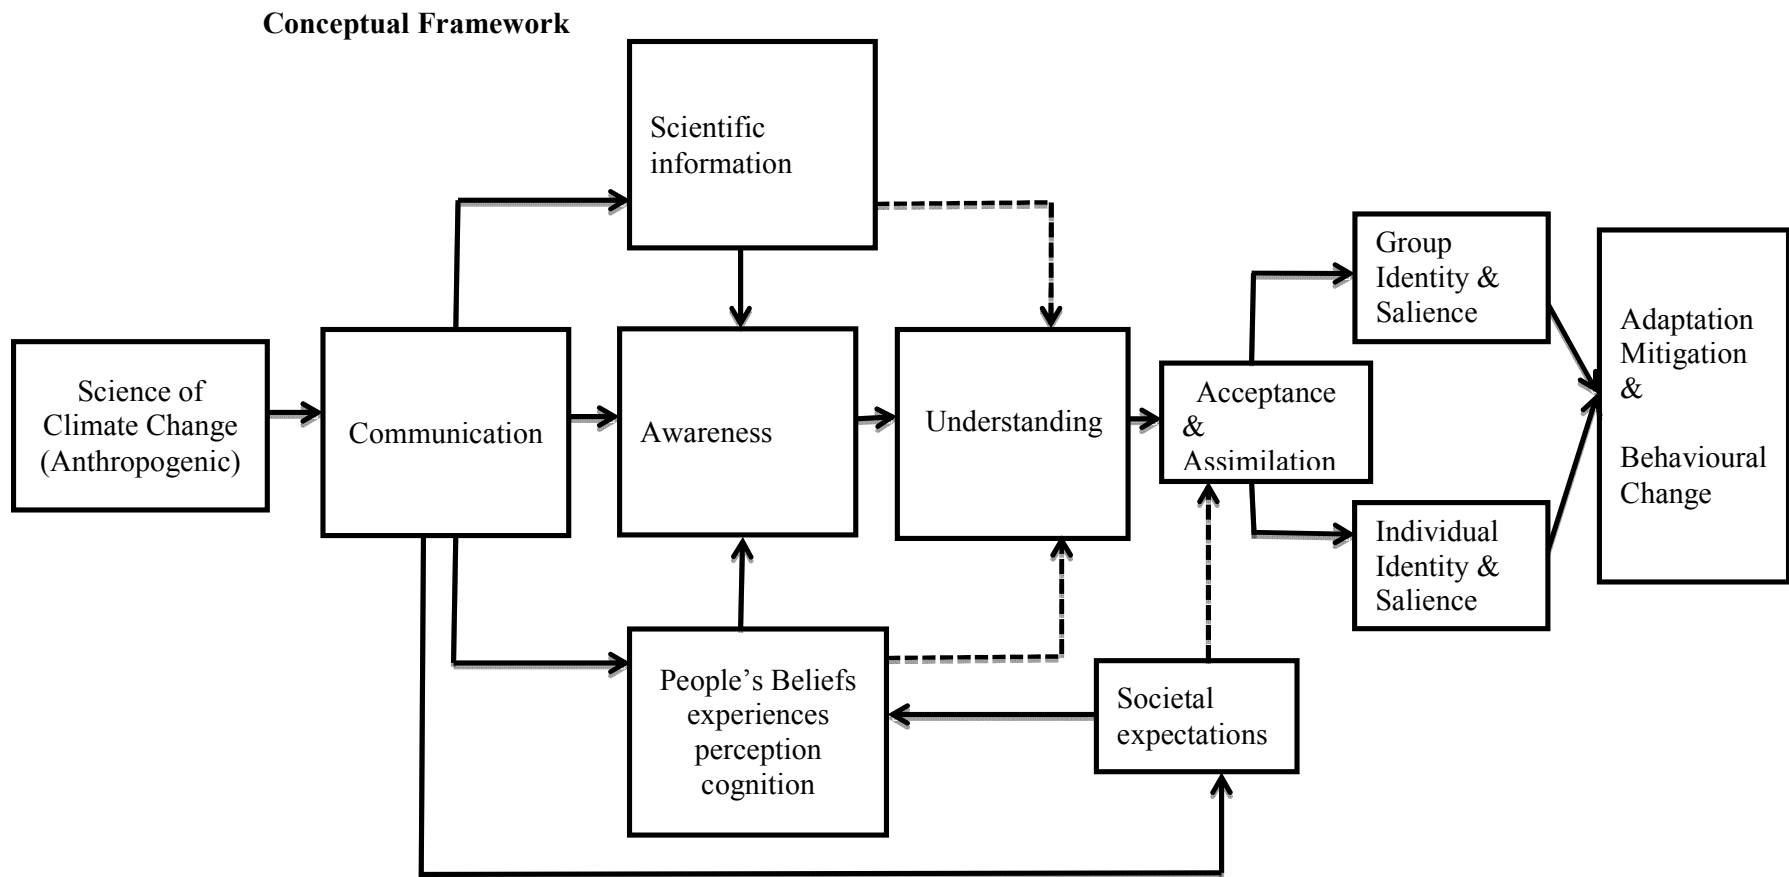 Conceptual Framework
Scientific
information
Science of
Climate Change
(Anthropogenic)
Communication
Awareness
Understanding
Acceptance
&
Assimilation
Group
Identity &
Salience
Individual
Identity &
Salience
Adaptation
Mitigation
&
Behavioural
Change
People’s Beliefs
experiences
perception
cognition
Societal
expectations